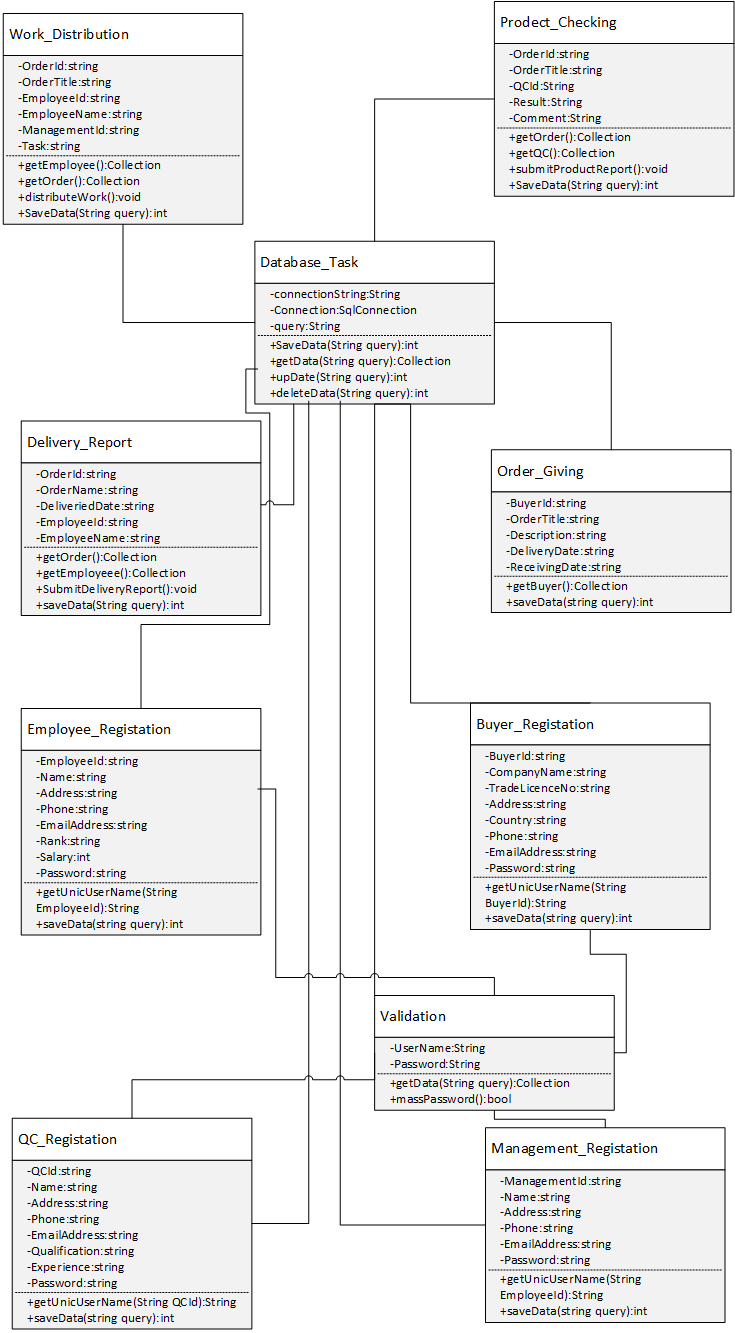 Work_Distribution
-OrderId:string
-OrderTitle:string
-EmployeeId:string
-EmployeeName:string
-ManagementId:string
-Task:string
+getEmployee():Collection
+getOrder():Collection
+distributeWork():void
+SaveData(String query):int
Prodect_Checking
-OrderId:string
-OrderTitle:string
-QCId:String
-Result:String
-Comment:String
+getOrder():Collection
+getQC():Collection
+submitProductReport():void
+SaveData(String query):int
Database_Task
-connectionString:String
-Connection:SqlConnection
-query:String
+SaveData(String query):int
+getData(String query):Collection
+upDate(String query):int
+deleteData(String query):int
Delivery_Report
-OrderId:string
-OrderName:string
-DeliveriedDate:string
-EmployeeId:string
-EmployeeName:string
+getOrder():Collection
+getEmployeee():Collection
+SubmitDeliveryReport():void
+saveData(String query):int
Order_Giving
-BuyerId:string
-OrderTitle:string
-Description:string
-DeliveryDate:string
-ReceivingDate:string
+getBuyer():Collection
+saveData(string query):int
Employee_Registation
-EmployeeId:string
-Name:string
-Address:string
-Phone:string
-EmailAddress:string
-Rank:string
-Salary:int
-Password:string
+getUnicUserName(String
EmployeeId):String
+saveData(string query):int
Buyer_Registation
-BuyerId:string
-CompanyName:string
-TradeLicenceNo:string
-Address:string
-Country:string
-Phone:string
-EmailAddress:string
-Password:string
+getUnicUserName(String
BuyerId):String
+saveData(string query):int
Validation
-UserName:String
-Password:String
+getData(String query):Collection
+massPassword():bool
QC_Registation
-QCId:string
-Name:string
-Address:string
-Phone:string
-EmailAddress:string
-Qualification:string
-Experience:string
-Password:string
+getUnicUserName(String QCId):String
+saveData(string query):int
Management_Registation
-ManagementId:string
-Name:string
-Address:string
-Phone:string
-EmailAddress:string
-Password:string
+getUnicUserName(String
EmployeeId):String
+saveData(string query):int